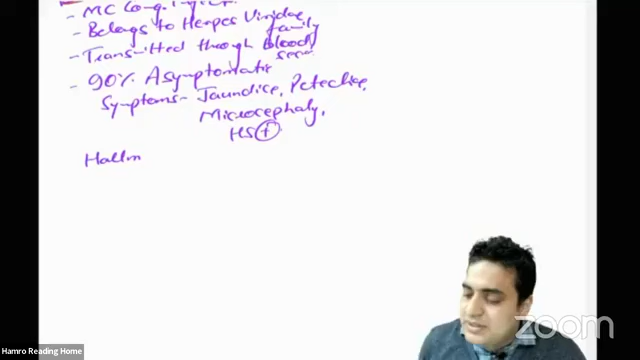 - MC Cong.
- Belongs to Herpes Viridae
family
- Transmitted through Blood,
- 90% Asymptomatic
Symptoms - Jaundice, Petechiae,
Microcephaly,
HS +
Hallm
Hamro Reading Home
zoom